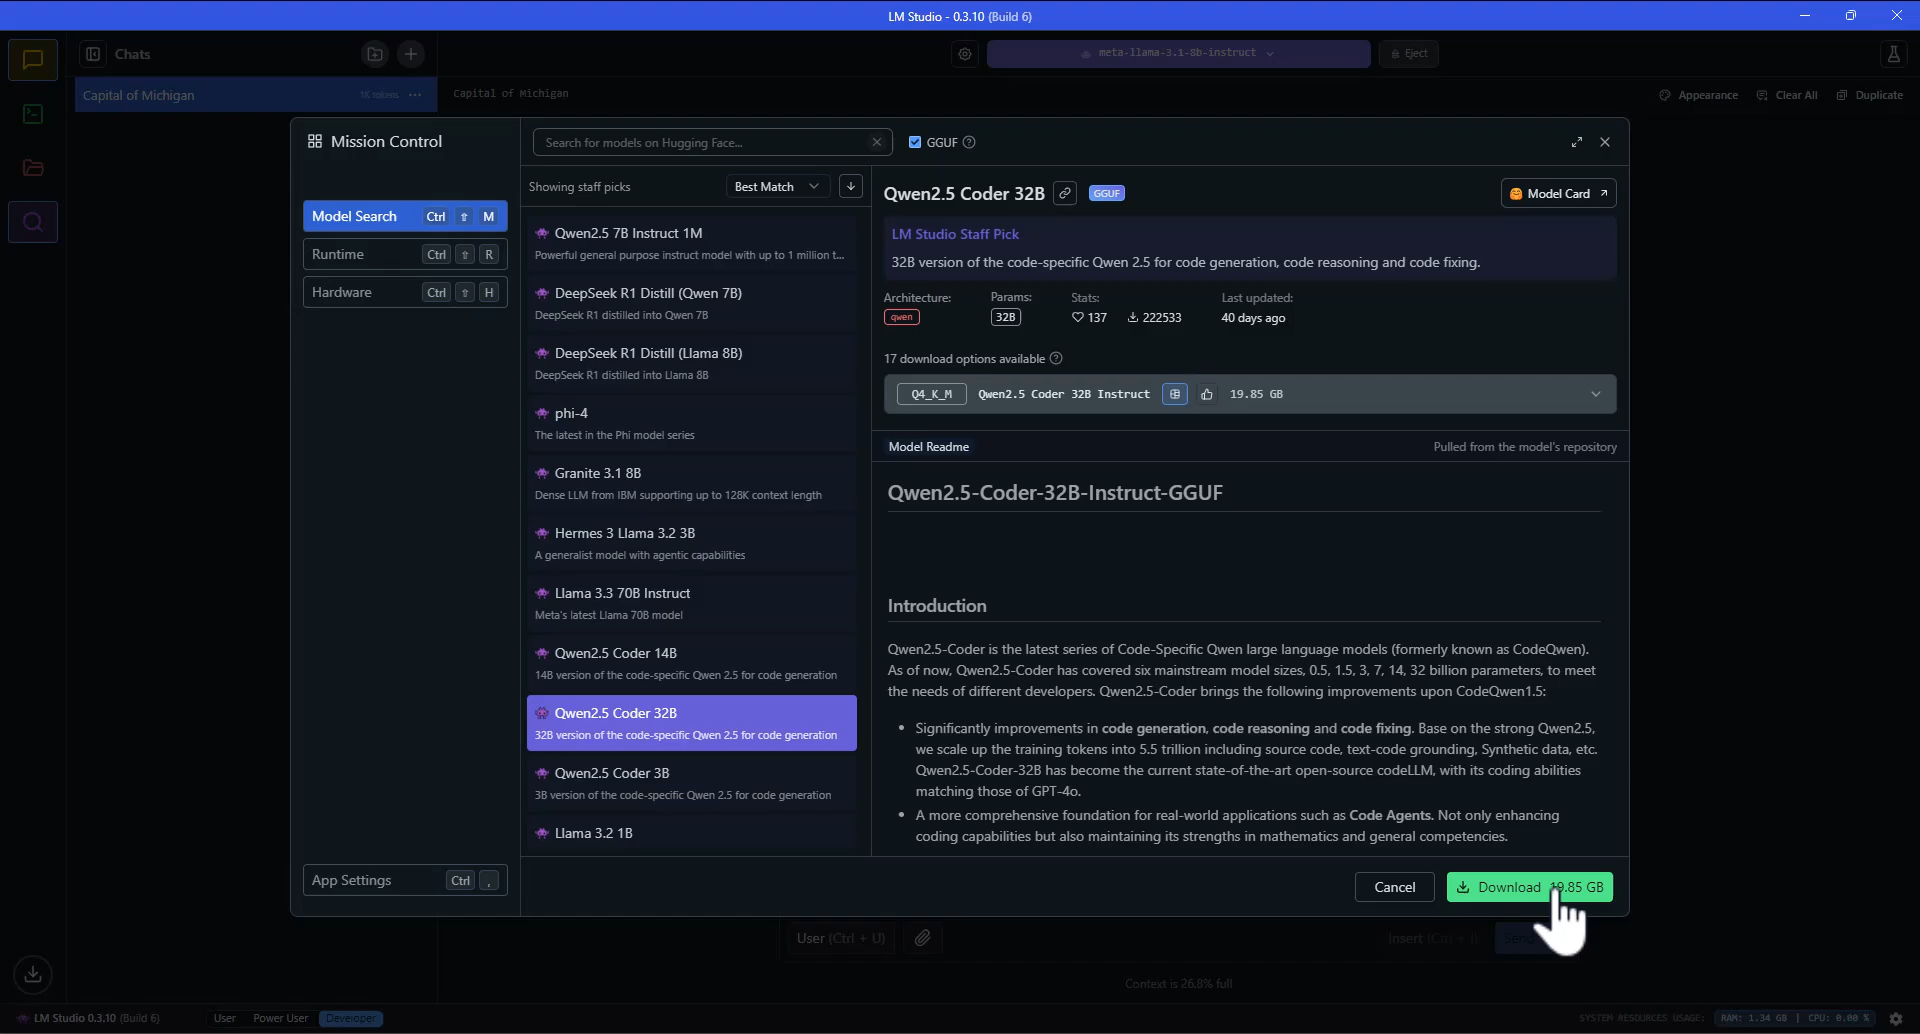 LM Studio - 0.3.10 (Build 6)
Chats
meta-llama-3.1-8b-instruct
Eject
Capital of Michigan
1K tokens
Capital of Michigan
Appearance
Clear All
Duplicate
Mission Control
Search for models on Hugging Face...
GGUF
Model Search Ctrl ⇧ M
Runtime Ctrl ⇧ R
Hardware Ctrl ⇧ H
App Settings Ctrl ,
Showing staff picks
Best Match
Qwen2.5 7B Instruct 1M
Powerful general purpose instruct model with up to 1 million t...
DeepSeek R1 Distill (Qwen 7B)
DeepSeek R1 distilled into Qwen 7B
DeepSeek R1 Distill (Llama 8B)
DeepSeek R1 distilled into Llama 8B
phi-4
The latest in the Phi model series
Granite 3.1 8B
Dense LLM from IBM supporting up to 128K context length
Hermes 3 Llama 3.2 3B
A generalist model with agentic capabilities
Llama 3.3 70B Instruct
Meta's latest Llama 70B model
Qwen2.5 Coder 14B
14B version of the code-specific Qwen 2.5 for code generation
Qwen2.5 Coder 32B
32B version of the code-specific Qwen 2.5 for code generation
Qwen2.5 Coder 3B
3B version of the code-specific Qwen 2.5 for code generation
Llama 3.2 1B
Qwen2.5 Coder 32B
GGUF
Model Card
LM Studio Staff Pick
32B version of the code-specific Qwen 2.5 for code generation, code reasoning and code fixing.
Architecture: Params: Stats: Last updated:
qwen 32B 137 222533 40 days ago
17 download options available
Q4_K_M Qwen2.5 Coder 32B Instruct 19.85 GB
Model Readme
Pulled from the model's repository
Qwen2.5-Coder-32B-Instruct-GGUF
Introduction
Qwen2.5-Coder is the latest series of Code-Specific Qwen large language models (formerly known as CodeQwen).
As of now, Qwen2.5-Coder has covered six mainstream model sizes, 0.5, 1.5, 3, 7, 14, 32 billion parameters, to meet
the needs of different developers. Qwen2.5-Coder brings the following improvements upon CodeQwen1.5:
• Significantly improvements in code generation, code reasoning and code fixing. Base on the strong Qwen2.5,
we scale up the training tokens into 5.5 trillion including source code, text-code grounding, Synthetic data, etc.
Qwen2.5-Coder-32B has become the current state-of-the-art open-source codeLLM, with its coding abilities
matching those of GPT-4o.
• A more comprehensive foundation for real-world applications such as Code Agents. Not only enhancing
coding capabilities but also maintaining its strengths in mathematics and general competencies.
Cancel
Download 19.85 GB
User (Ctrl + U)
Insert (Ctrl + I)
Send
Context is 26.8% full
LM Studio 0.3.10 (Build 6)
User
Power User
Developer
SYSTEM RESOURCES USAGE: RAM: 1.34 GB | CPU: 0.00 %